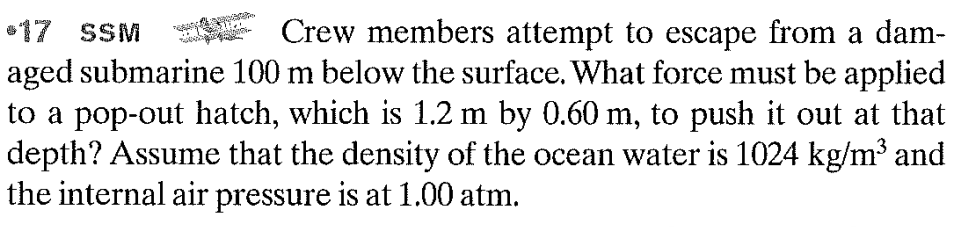 •17 SSM Crew members attempt to escape from a dam-
aged submarine 100 m below the surface. What force must be applied
to a pop-out hatch, which is 1.2 m by 0.60 m, to push it out at that
depth? Assume that the density of the ocean water is 1024 kg/m³ and
the internal air pressure is at 1.00 atm.